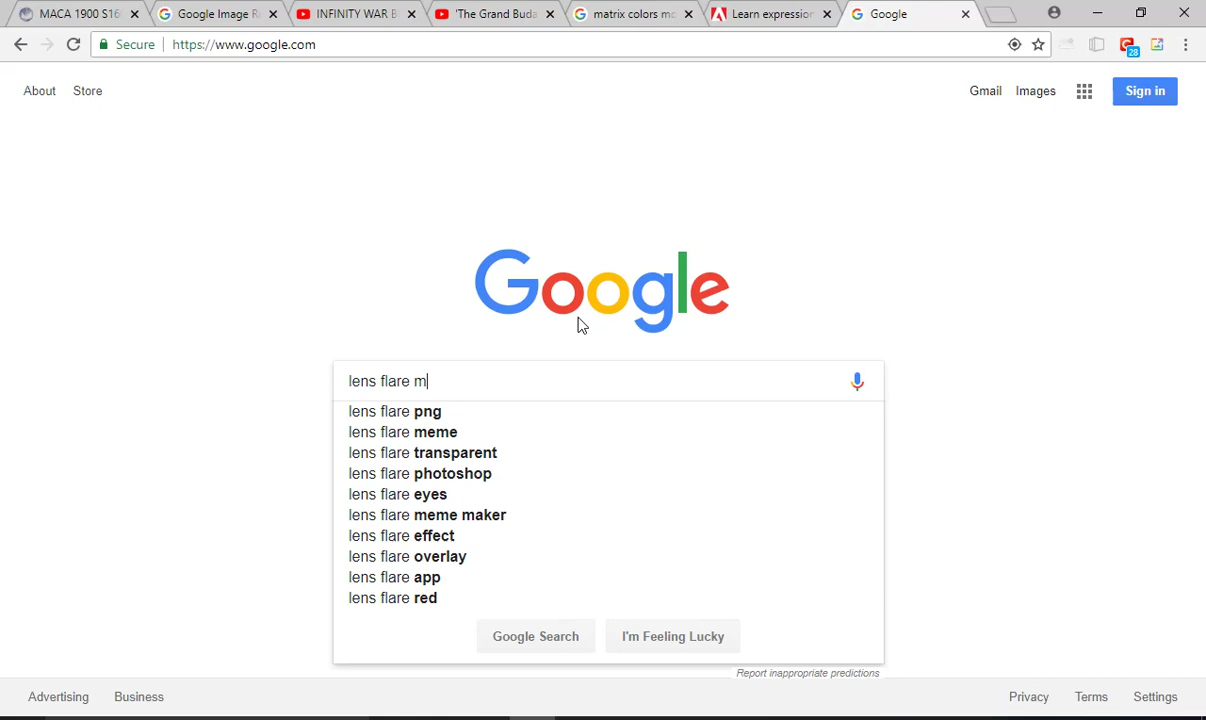 MACA 1900 S16
Google Image R
INFINITY WAR B
'The Grand Buda
matrix colors mo
Learn expression
Google
Secure
https://www.google.com
28
About Store
Gmail Images Sign in
Google
lens flare m
lens flare png
lens flare meme
lens flare transparent
lens flare photoshop
lens flare eyes
lens flare meme maker
lens flare effect
lens flare overlay
lens flare app
lens flare red
Google Search I'm Feeling Lucky
Report inappropriate predictions
Advertising Business Privacy Terms Settings